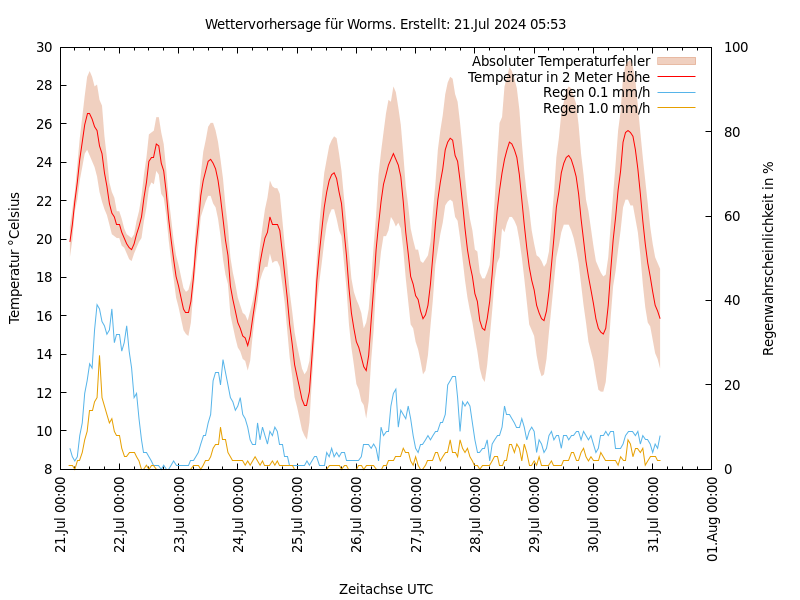 Wettervorhersage für Worms. Erstellt: 21.Jul 2024 05:53
Absoluter Temperaturfehler
Temperatur in 2 Meter Höhe
Regen 0.1 mm/h
Regen 1.0 mm/h
Temperatur °Celsius
30
28
26
24
22
20
18
16
14
12
10
8
Regenwahrscheinlichkeit in %
100
80
60
40
20
0
21.Jul 00:00
22.Jul 00:00
23.Jul 00:00
24.Jul 00:00
25.Jul 00:00
26.Jul 00:00
27.Jul 00:00
28.Jul 00:00
29.Jul 00:00
30.Jul 00:00
31.Jul 00:00
01.Aug 00:00
Zeitachse UTC